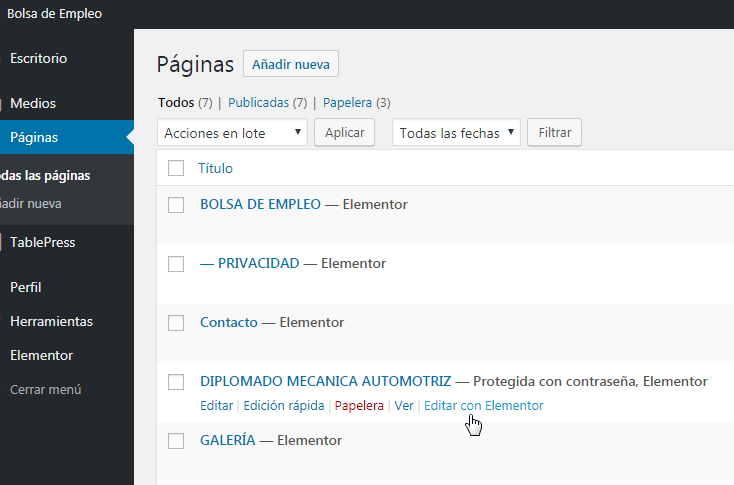 Bolsa de Empleo
Escritorio
Medios
Páginas
das las páginas
adir nueva
TablePress
Perfil
Herramientas
Elementor
Cerrar menú
Páginas Añadir nueva
Todos (7) | Publicadas (7) | Papelera (3)
Acciones en lote Aplicar Todas las fechas Filtrar
Título
BOLSA DE EMPLEO — Elementor
— PRIVACIDAD — Elementor
Contacto — Elementor
DIPLOMADO MECANICA AUTOMOTRIZ — Protegida con contraseña, Elementor
Editar | Edición rápida | Papelera | Ver | Editar con Elementor
GALERÍA — Elementor